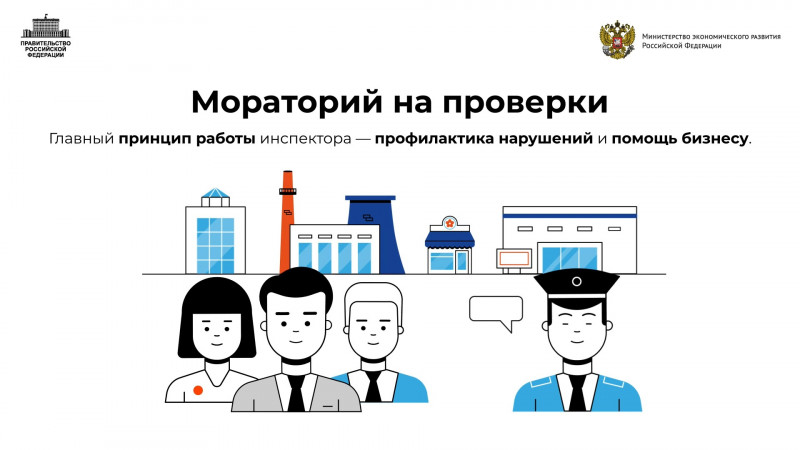 ПРАВИТЕЛЬСТВО
РОССИЙСКОЙ
ФЕДЕРАЦИИ
Министерство экономического развития
Российской Федерации
Мораторий на проверки
Главный принцип работы инспектора — профилактика нарушений и помощь бизнесу.